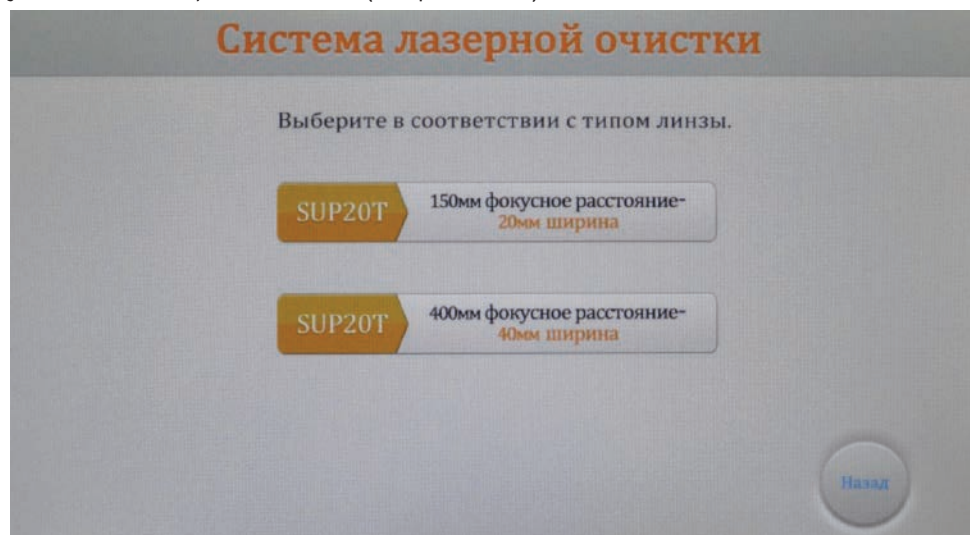 Система лазерной очистки
Выберите в соответствии с типом линзы.
SUP20T
150мм фокусное расстояние-
20мм ширина
SUP20T
400мм фокусное расстояние-
40мм ширина
Назад